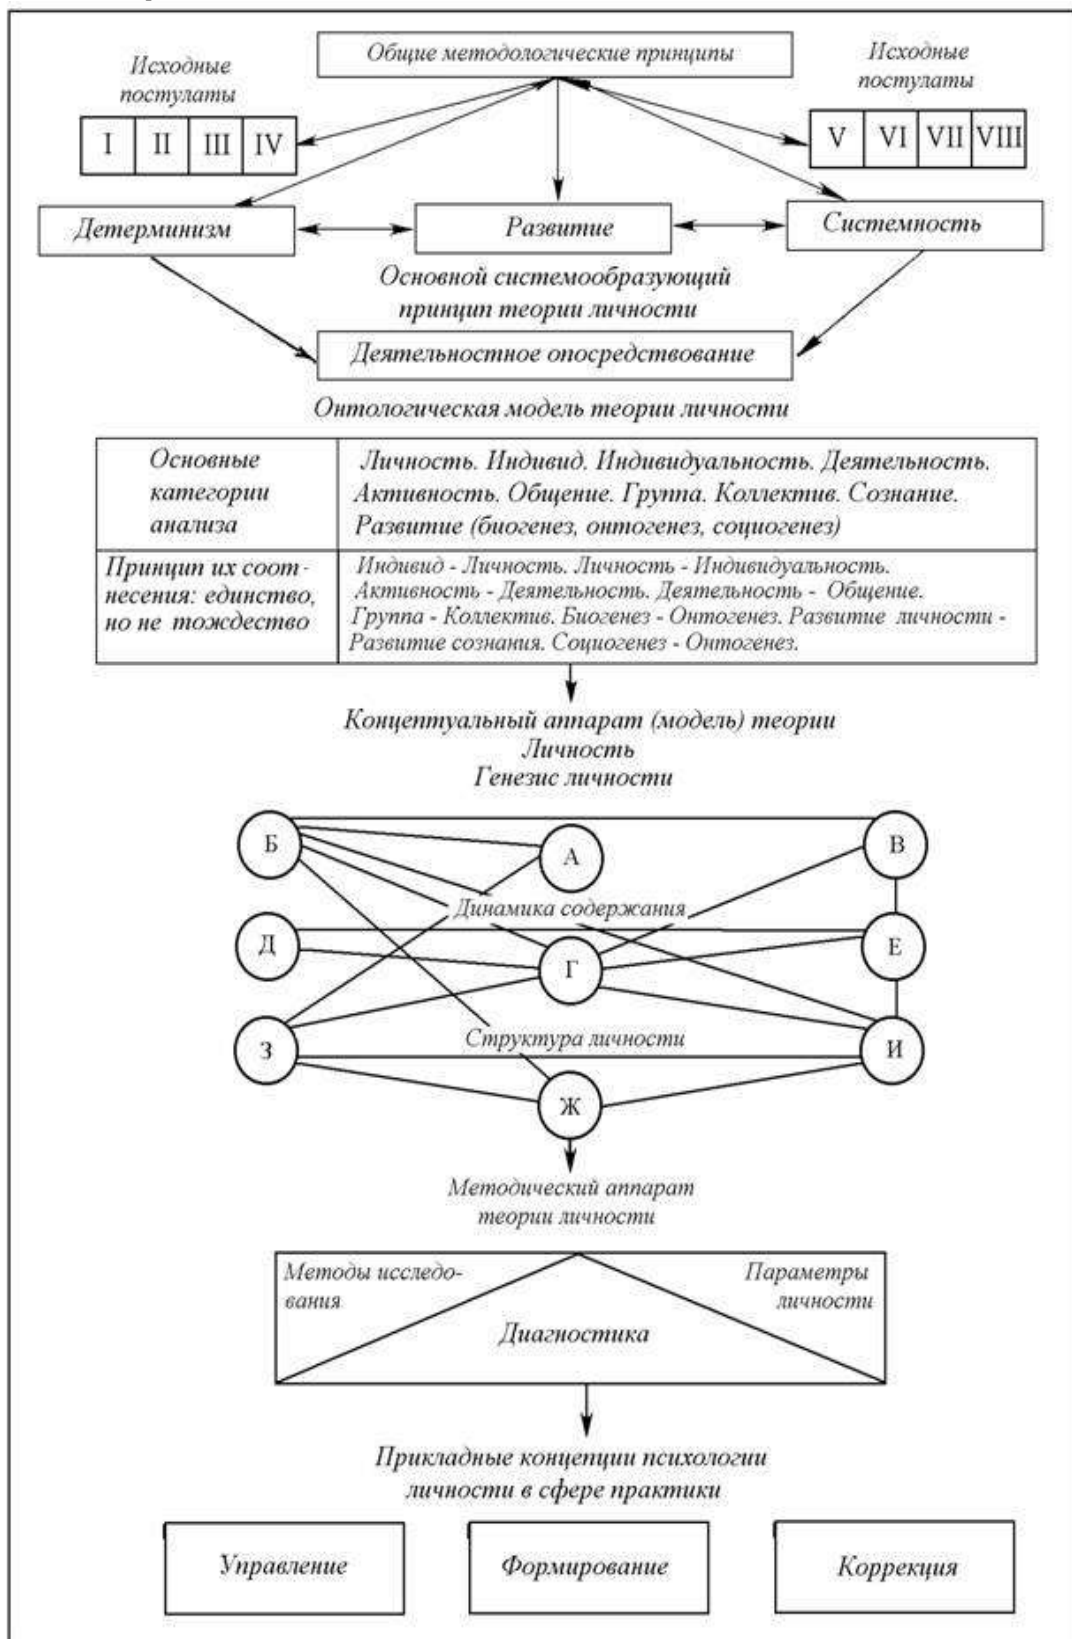 Общие методологические принципы
Исходные
постулаты
Исходные
постулаты
I II III IV
V VI VII VIII
Детерминизм
Развитие
Системность
Основной системообразующий
принцип теории личности
Деятельностное опосредствование
Онтологическая модель теории личности
Основные
категории
анализа
Личность. Индивид. Индивидуальность. Деятельность.
Активность. Общение. Группа. Коллектив. Сознание.
Развитие (биогенез, онтогенез, социогенез)
Принцип их соот-
несения: единство,
но не тождество
Индивид - Личность. Личность - Индивидуальность.
Активность - Деятельность. Деятельность - Общение.
Группа - Коллектив. Биогенез - Онтогенез. Развитие личности -
Развитие сознания. Социогенез - Онтогенез.
Концептуальный аппарат (модель) теории
Личность
Генезис личности
Б
А
В
Динамика содержания
Д
Г
Е
З
Структура личности
И
Ж
Методический аппарат
теории личности
Методы исследо-
вания
Параметры
личности
Диагностика
Прикладные концепции психологии
личности в сфере практики
Управление
Формирование
Коррекция